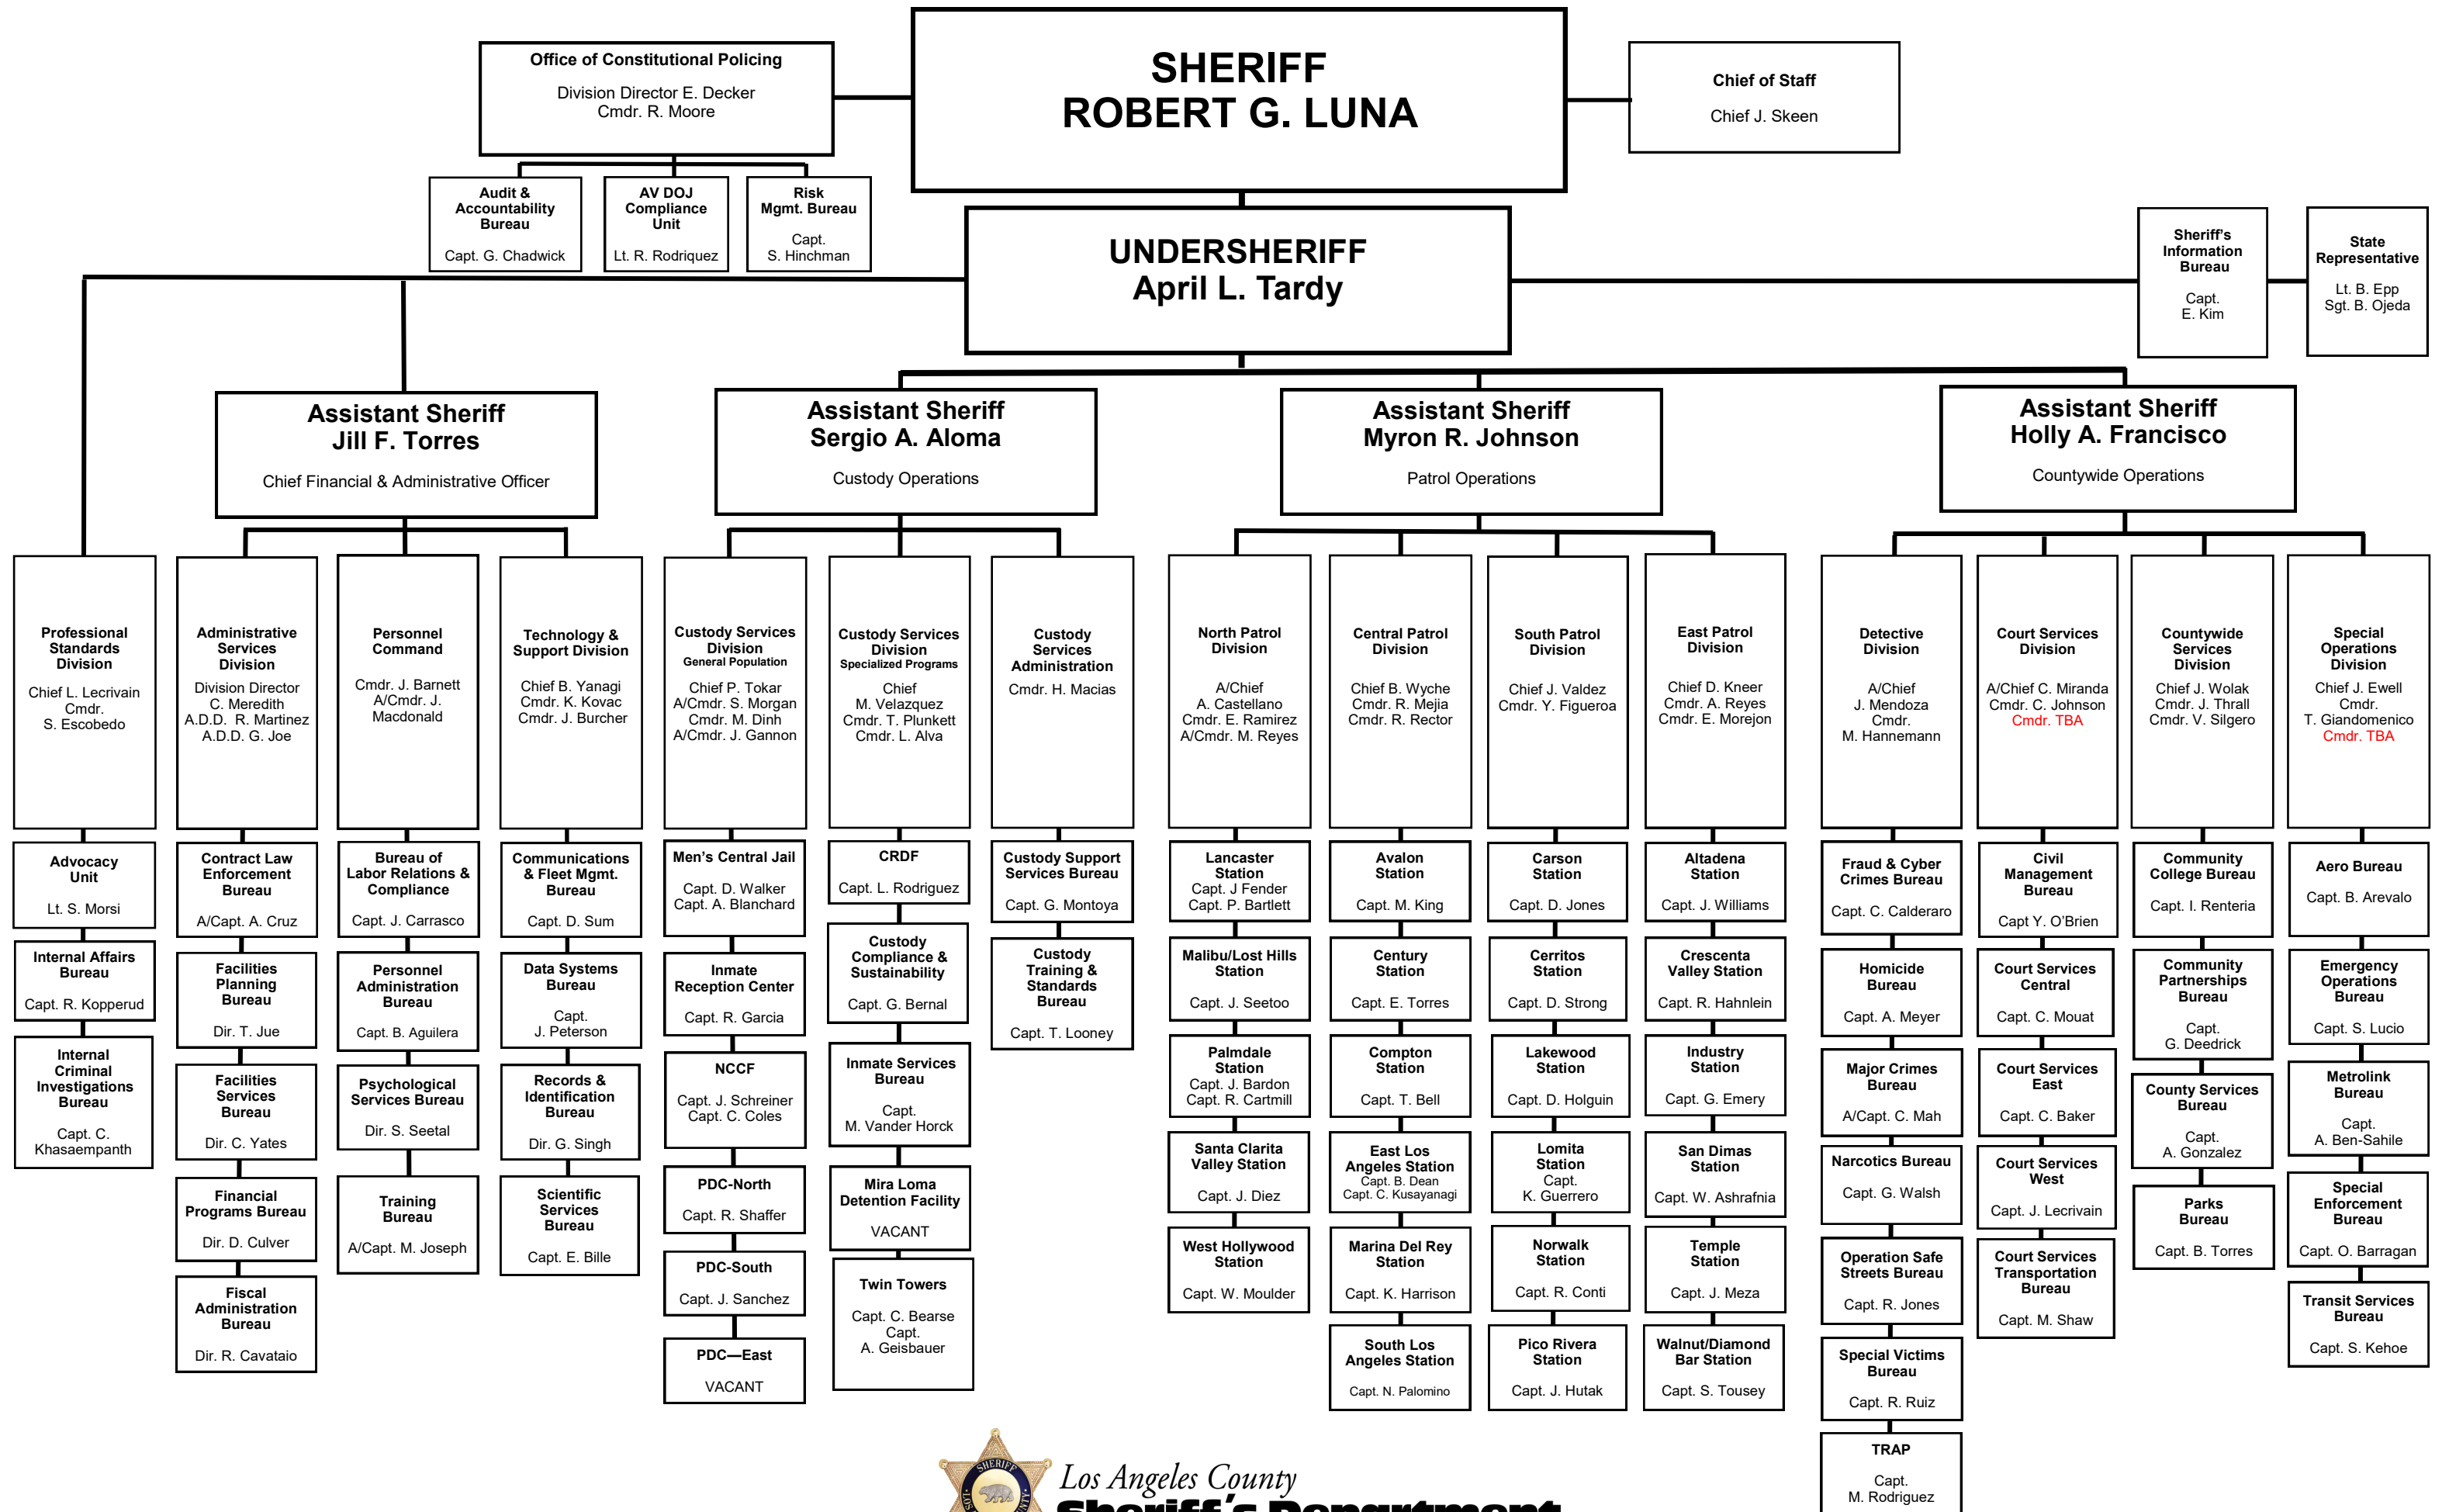 Office of Constitutional Policing
Division Director E. Decker
Cmdr. R. Moore
SHERIFF
ROBERT G. LUNA
Chief of Staff
Chief J. Skeen
Audit &
Accountability
Bureau
Capt. G. Chadwick
AV DOJ
Compliance
Unit
Lt. R. Rodriquez
Risk
Mgmt. Bureau
Capt.
S. Hinchman
UNDERSHERIFF
April L. Tardy
Sheriff's
Information
Bureau
Capt.
E. Kim
State
Representative
Lt. B. Epp
Sgt. B. Ojeda
Assistant Sheriff
Jill F. Torres
Chief Financial & Administrative Officer
Assistant Sheriff
Sergio A. Aloma
Custody Operations
Assistant Sheriff
Myron R. Johnson
Patrol Operations
Assistant Sheriff
Holly A. Francisco
Countywide Operations
Professional
Standards
Division
Chief L. Lecrivain
Cmdr.
S. Escobedo
Advocacy
Unit
Lt. S. Morsi
Internal Affairs
Bureau
Capt. R. Kopperud
Internal
Criminal
Investigations
Bureau
Capt. C.
Khasaempanth
Administrative
Services
Division
Division Director
C. Meredith
A.D.D. R. Martinez
A.D.D. G. Joe
Contract Law
Enforcement
Bureau
A/Capt. A. Cruz
Facilities
Planning
Bureau
Dir. T. Jue
Facilities
Services
Bureau
Dir. C. Yates
Financial
Programs Bureau
Dir. D. Culver
Fiscal
Administration
Bureau
Dir. R. Cavataio
Personnel
Command
Cmdr. J. Barnett
A/Cmdr. J.
Macdonald
Bureau of
Labor Relations &
Compliance
Capt. J. Carrasco
Personnel
Administration
Bureau
Capt. B. Aguilera
Psychological
Services Bureau
Dir. S. Seetal
Training
Bureau
A/Capt. M. Joseph
Technology &
Support Division
Chief B. Yanagi
Cmdr. K. Kovac
Cmdr. J. Burcher
Communications
& Fleet Mgmt.
Bureau
Capt. D. Sum
Data Systems
Bureau
Capt.
J. Peterson
Records &
Identification
Bureau
Dir. G. Singh
Scientific
Services
Bureau
Capt. E. Bille
Custody Services
Division
General Population
Chief P. Tokar
A/Cmdr. S. Morgan
Cmdr. M. Dinh
A/Cmdr. J. Gannon
Men's Central Jail
Capt. D. Walker
Capt. A. Blanchard
Inmate
Reception Center
Capt. R. Garcia
NCCF
Capt. J. Schreiner
Capt. C. Coles
PDC-North
Capt. R. Shaffer
PDC-South
Capt. J. Sanchez
PDC—East
VACANT
Custody Services
Division
Specialized Programs
Chief
M. Velazquez
Cmdr. T. Plunkett
Cmdr. L. Alva
CRDF
Capt. L. Rodriguez
Custody
Compliance &
Sustainability
Capt. G. Bernal
Inmate Services
Bureau
Capt.
M. Vander Horck
Mira Loma
Detention Facility
VACANT
Twin Towers
Capt. C. Bearse
Capt.
A. Geisbauer
Custody
Services
Administration
Cmdr. H. Macias
Custody Support
Services Bureau
Capt. G. Montoya
Custody
Training &
Standards
Bureau
Capt. T. Looney
North Patrol
Division
A/Chief
A. Castellano
Cmdr. E. Ramirez
A/Cmdr. M. Reyes
Lancaster
Station
Capt. J Fender
Capt. P. Bartlett
Malibu/Lost Hills
Station
Capt. J. Seetoo
Palmdale
Station
Capt. J. Bardon
Capt. R. Cartmill
Santa Clarita
Valley Station
Capt. J. Diez
West Hollywood
Station
Capt. W. Moulder
Central Patrol
Division
Chief B. Wyche
Cmdr. R. Mejia
Cmdr. R. Rector
Avalon
Station
Capt. M. King
Century
Station
Capt. E. Torres
Compton
Station
Capt. T. Bell
East Los
Angeles Station
Capt. B. Dean
Capt. C. Kusayanagi
Marina Del Rey
Station
Capt. K. Harrison
South Los
Angeles Station
Capt. N. Palomino
South Patrol
Division
Chief J. Valdez
Cmdr. Y. Figueroa
Carson
Station
Capt. D. Jones
Cerritos
Station
Capt. D. Strong
Lakewood
Station
Capt. D. Holguin
Lomita
Station
Capt.
K. Guerrero
Norwalk
Station
Capt. R. Conti
Pico Rivera
Station
Capt. J. Hutak
East Patrol
Division
Chief D. Kneer
Cmdr. A. Reyes
Cmdr. E. Morejon
Altadena
Station
Capt. J. Williams
Crescenta
Valley Station
Capt. R. Hahnlein
Industry
Station
Capt. G. Emery
San Dimas
Station
Capt. W. Ashrafnia
Temple
Station
Capt. J. Meza
Walnut/Diamond
Bar Station
Capt. S. Tousey
Detective
Division
A/Chief
J. Mendoza
Cmdr.
M. Hannemann
Fraud & Cyber
Crimes Bureau
Capt. C. Calderaro
Homicide
Bureau
Capt. A. Meyer
Major Crimes
Bureau
A/Capt. C. Mah
Narcotics Bureau
Capt. G. Walsh
Operation Safe
Streets Bureau
Capt. R. Jones
Special Victims
Bureau
Capt. R. Ruiz
TRAP
Capt.
M. Rodriguez
Court Services
Division
A/Chief C. Miranda
Cmdr. C. Johnson
Cmdr. TBA
Civil
Management
Bureau
Capt Y. O'Brien
Court Services
Central
Capt. C. Mouat
Court Services
East
Capt. C. Baker
Court Services
West
Capt. J. Lecrivain
Court Services
Transportation
Bureau
Capt. M. Shaw
Countywide
Services
Division
Chief J. Wolak
Cmdr. J. Thrall
Cmdr. V. Silgero
Community
College Bureau
Capt. I. Renteria
Community
Partnerships
Bureau
Capt.
G. Deedrick
County Services
Bureau
Capt.
A. Gonzalez
Parks
Bureau
Capt. B. Torres
Special
Operations
Division
Chief J. Ewell
Cmdr.
T. Giandomenico
Cmdr. TBA
Aero Bureau
Capt. B. Arevalo
Emergency
Operations
Bureau
Capt. S. Lucio
Metrolink
Bureau
Capt.
A. Ben-Sahile
Special
Enforcement
Bureau
Capt. O. Barragan
Transit Services
Bureau
Capt. S. Kehoe
SHERIFF
Los Angeles County
Sheriff's Department